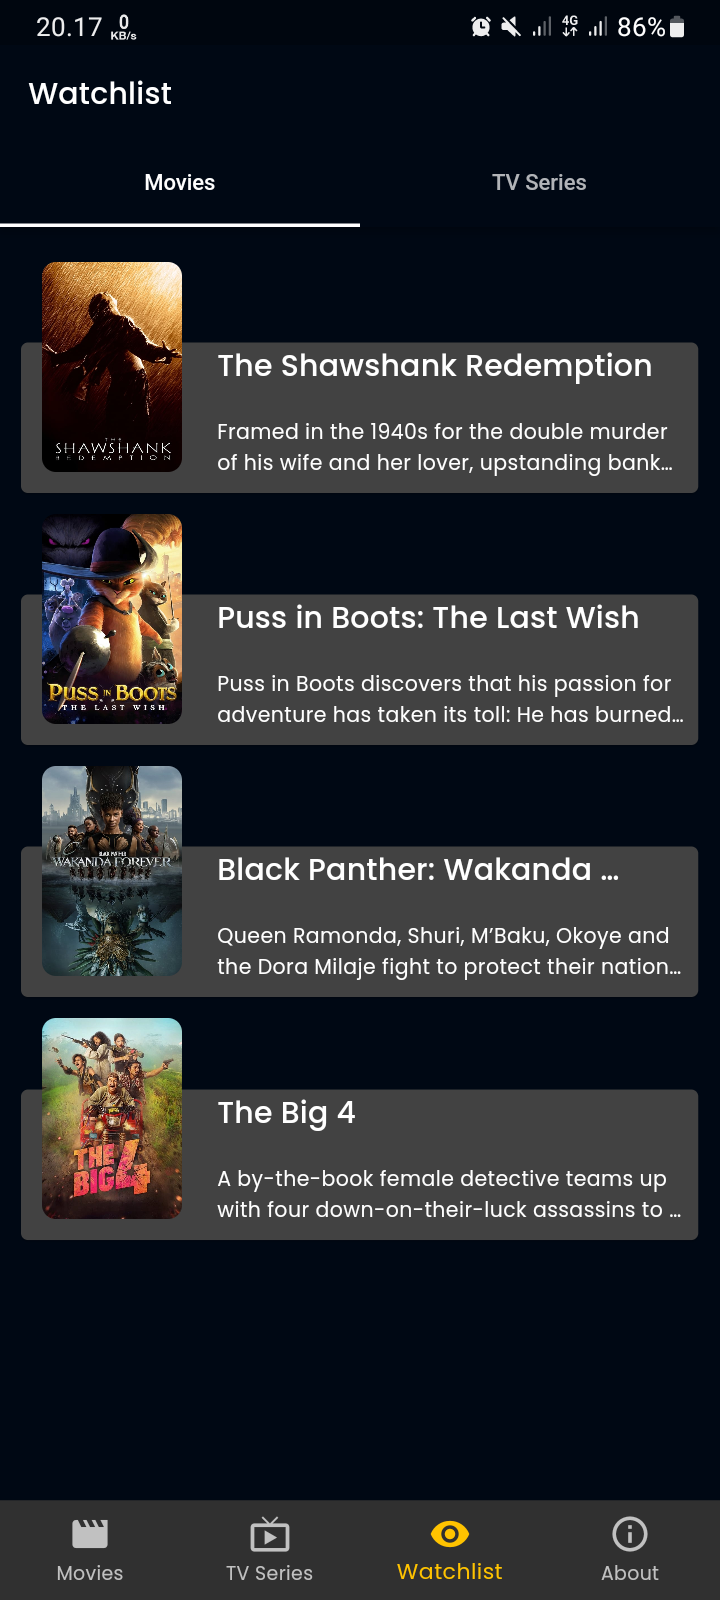 20.17 0 KB/s 4G 86%
Watchlist
Movies TV Series
THE
SHAWSHANK
REDEMPTION
The Shawshank Redemption
Framed in the 1940s for the double murder
of his wife and her lover, upstanding bank…
PUSS IN BOOTS
THE LAST WISH
Puss in Boots: The Last Wish
Puss in Boots discovers that his passion for
adventure has taken its toll: He has burned…
BLACK PANTHER
WAKANDA FOREVER
Black Panther: Wakanda …
Queen Ramonda, Shuri, M’Baku, Okoye and
the Dora Milaje fight to protect their nation…
THE
BIG 4
The Big 4
A by-the-book female detective teams up
with four down-on-their-luck assassins to …
Movies TV Series Watchlist About